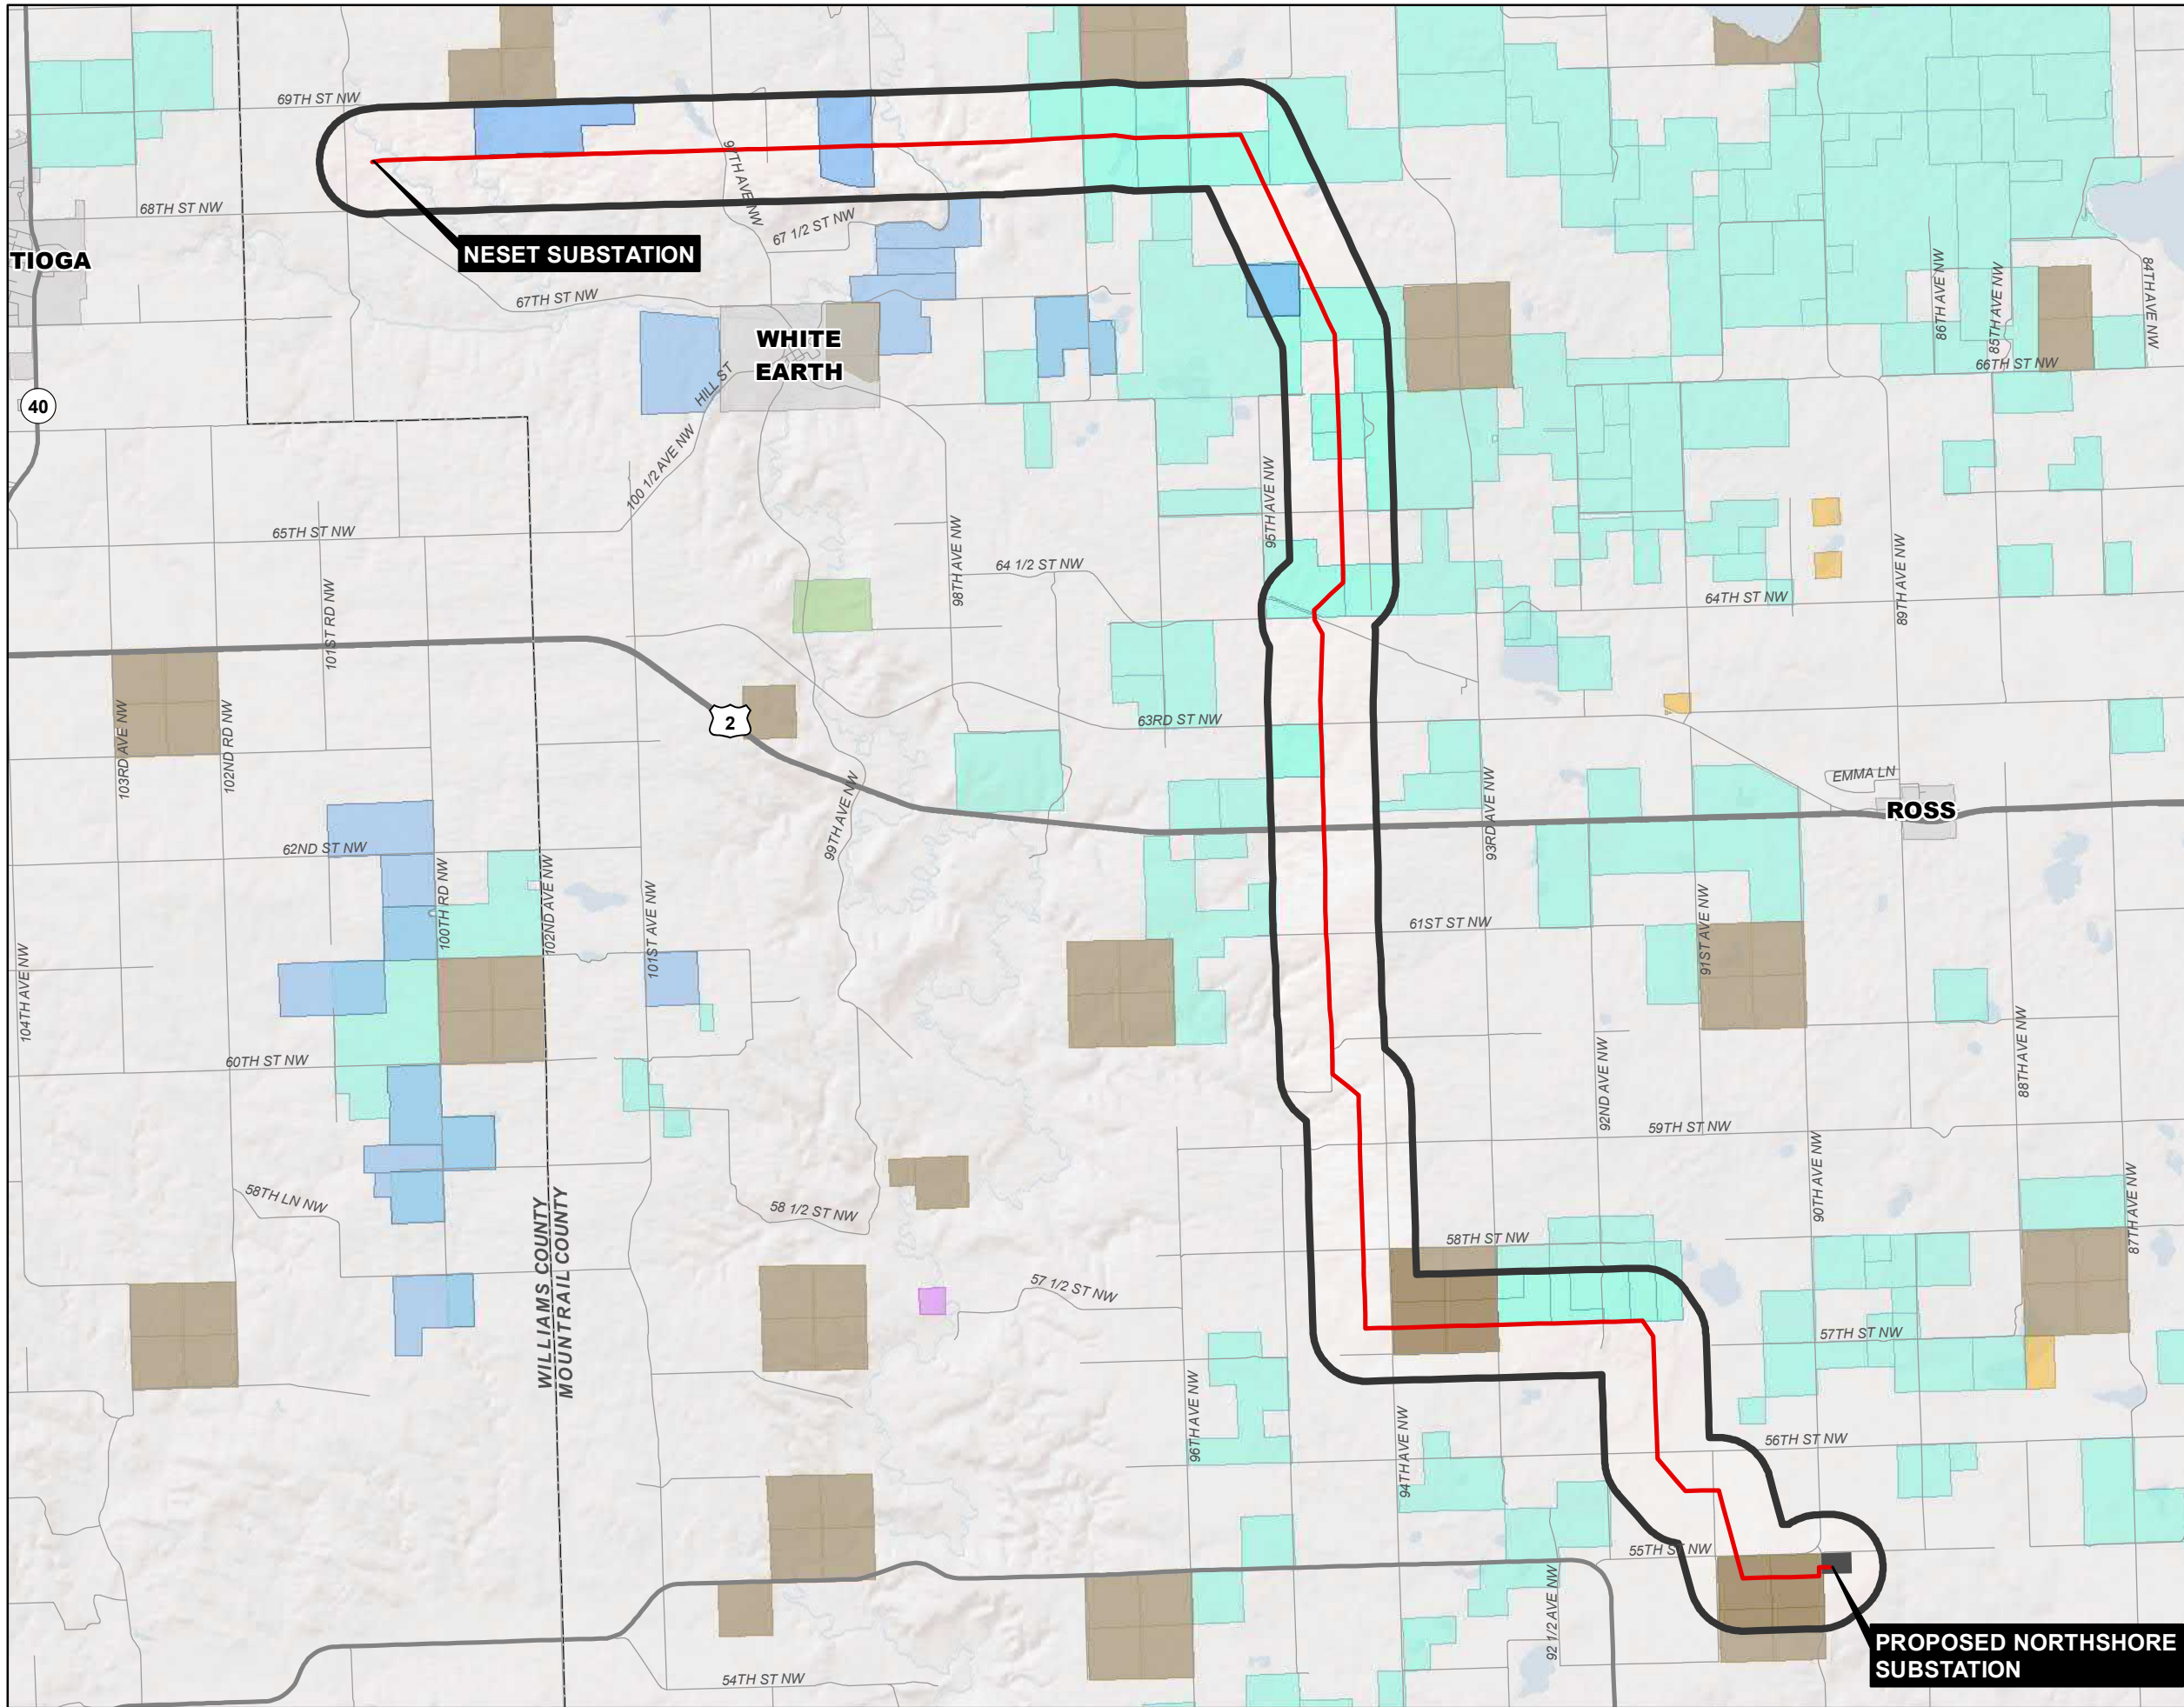 69TH ST NW
68TH ST NW
TIOGA
NESET SUBSTATION
97TH AVE NW
67 1/2 ST NW
67TH ST NW
WHITE
EARTH
HILL ST
40
100 1/2 AVE NW
65TH ST NW
101ST RD NW
98TH AVE NW
64 1/2 ST NW
95TH AVE NW
86TH AVE NW
85TH AVE NW
84TH AVE NW
66TH ST NW
64TH ST NW
89TH AVE NW
103RD AVE NW
102ND RD NW
2
63RD ST NW
99TH AVE NW
93RD AVE NW
EMMA LN
ROSS
62ND ST NW
100TH RD NW
102ND AVE NW
101ST AVE NW
104TH AVE NW
61ST ST NW
91ST AVE NW
60TH ST NW
92ND AVE NW
88TH AVE NW
59TH ST NW
90TH AVE NW
87TH AVE NW
58TH LN NW
58 1/2 ST NW
WILLIAMS COUNTY
MOUNTRAIL COUNTY
58TH ST NW
57 1/2 ST NW
57TH ST NW
96TH AVE NW
94TH AVE NW
56TH ST NW
55TH ST NW
92 1/2 AVE NW
54TH ST NW
PROPOSED NORTHSHORE
SUBSTATION